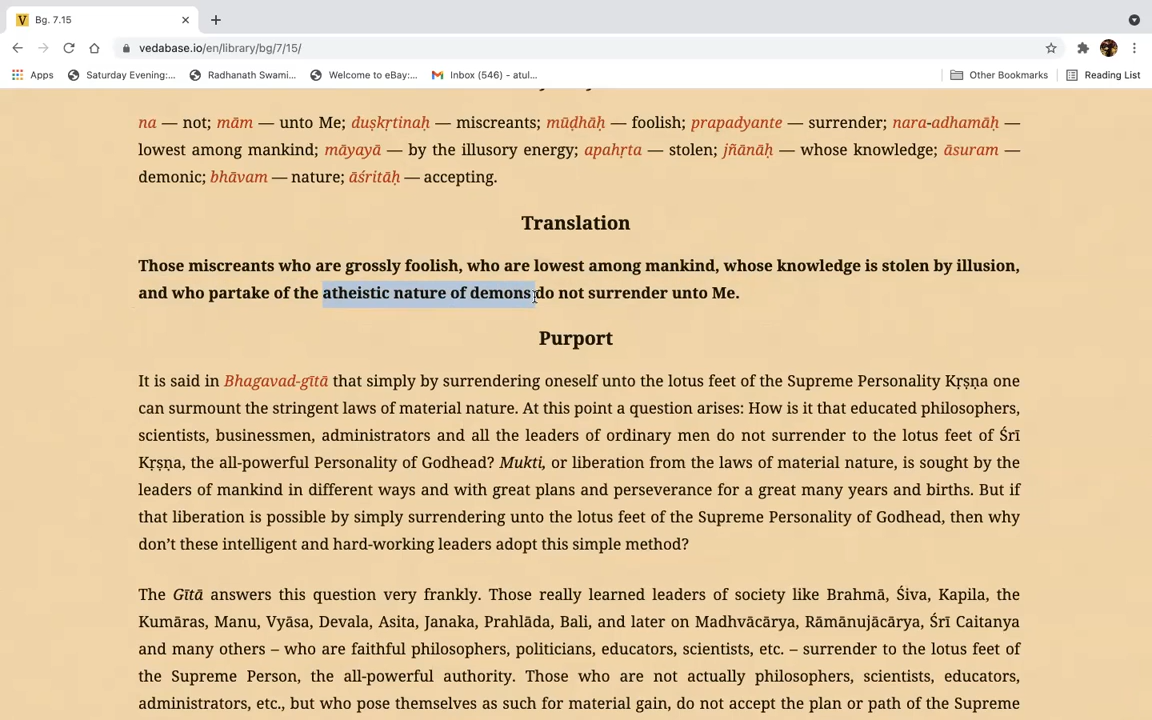 Bg. 7.15
vedabase.io/en/library/bg/7/15/
Apps Saturday Evening:... Radhanath Swami... Welcome to eBay:... Inbox (546) – atul... Other Bookmarks Reading List
na — not; mām — unto Me; duṣkṛtinaḥ — miscreants; mūḍhāḥ — foolish; prapadyante — surrender; nara-adhamāḥ —
lowest among mankind; māyayā — by the illusory energy; apahṛta — stolen; jñānāḥ — whose knowledge; āsuram —
demonic; bhāvam — nature; āśritāḥ — accepting.
Translation
Those miscreants who are grossly foolish, who are lowest among mankind, whose knowledge is stolen by illusion,
and who partake of the atheistic nature of demons do not surrender unto Me.
Purport
It is said in Bhagavad-gītā that simply by surrendering oneself unto the lotus feet of the Supreme Personality Kṛṣṇa one
can surmount the stringent laws of material nature. At this point a question arises: How is it that educated philosophers,
scientists, businessmen, administrators and all the leaders of ordinary men do not surrender to the lotus feet of Śrī
Kṛṣṇa, the all-powerful Personality of Godhead? Mukti, or liberation from the laws of material nature, is sought by the
leaders of mankind in different ways and with great plans and perseverance for a great many years and births. But if
that liberation is possible by simply surrendering unto the lotus feet of the Supreme Personality of Godhead, then why
don’t these intelligent and hard-working leaders adopt this simple method?
The Gītā answers this question very frankly. Those really learned leaders of society like Brahmā, Śiva, Kapila, the
Kumāras, Manu, Vyāsa, Devala, Asita, Janaka, Prahlāda, Bali, and later on Madhvācārya, Rāmānujācārya, Śrī Caitanya
and many others – who are faithful philosophers, politicians, educators, scientists, etc. – surrender to the lotus feet of
the Supreme Person, the all-powerful authority. Those who are not actually philosophers, scientists, educators,
administrators, etc., but who pose themselves as such for material gain, do not accept the plan or path of the Supreme